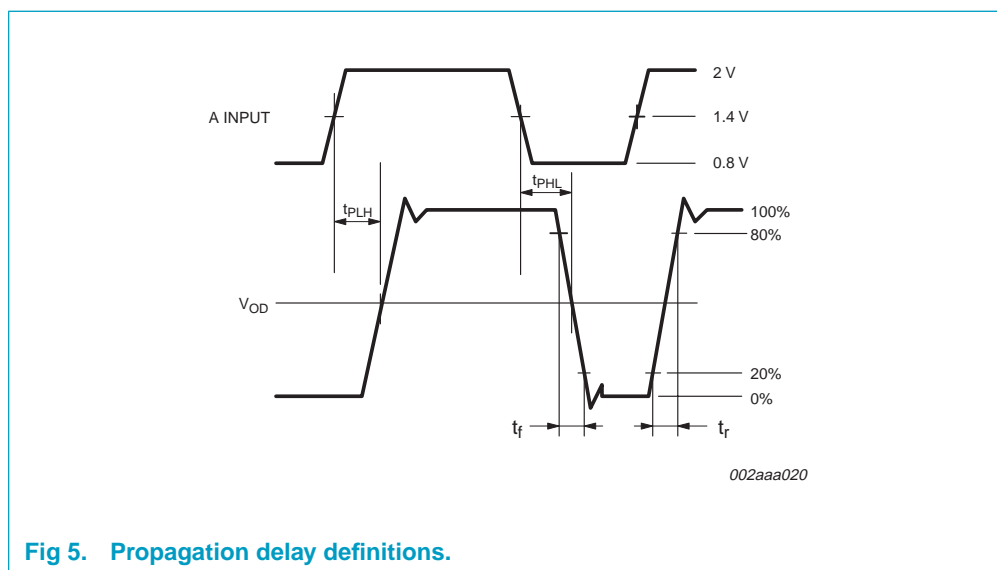 2 V
A INPUT
1.4 V
0.8 V
tPHL
tPLH
100%
80%
VOD
20%
0%
tf
tr
002aaa020
Fig 5. Propagation delay definitions.